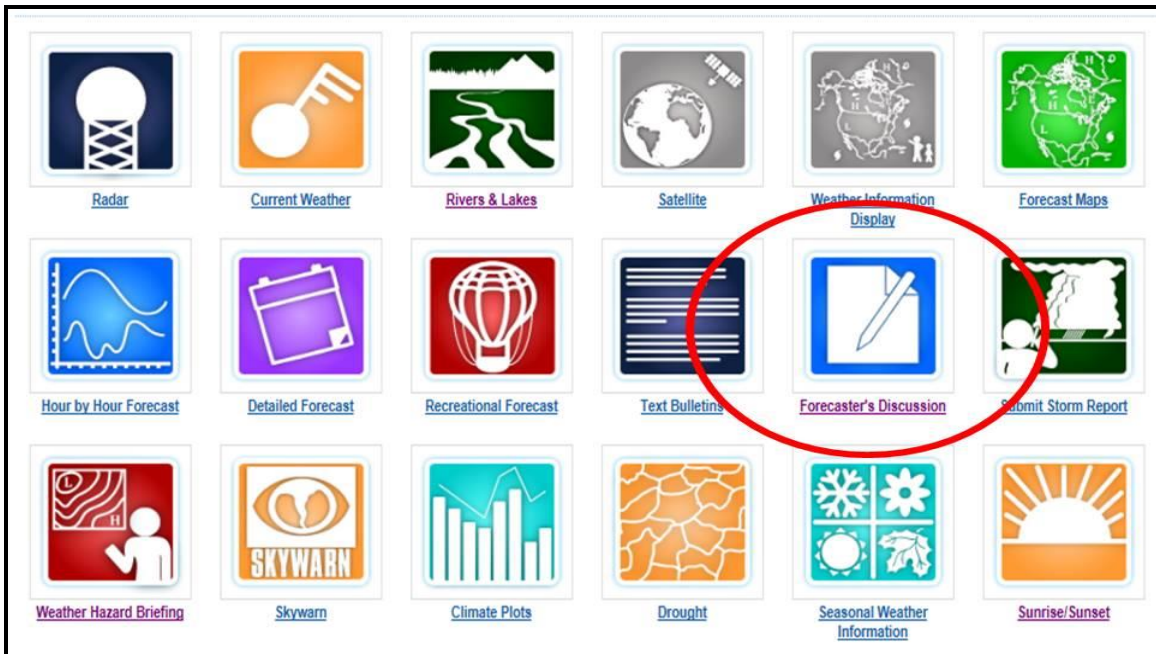 Radar
Current Weather
Rivers & Lakes
Satellite
Weather Information
Display
Forecast Maps
Hour by Hour Forecast
Detailed Forecast
Recreational Forecast
Text Bulletins
Forecaster's Discussion
Submit Storm Report
L
H
SKYWARN
Weather Hazard Briefing
Skywarn
Climate Plots
Drought
Seasonal Weather
Information
Sunrise/Sunset